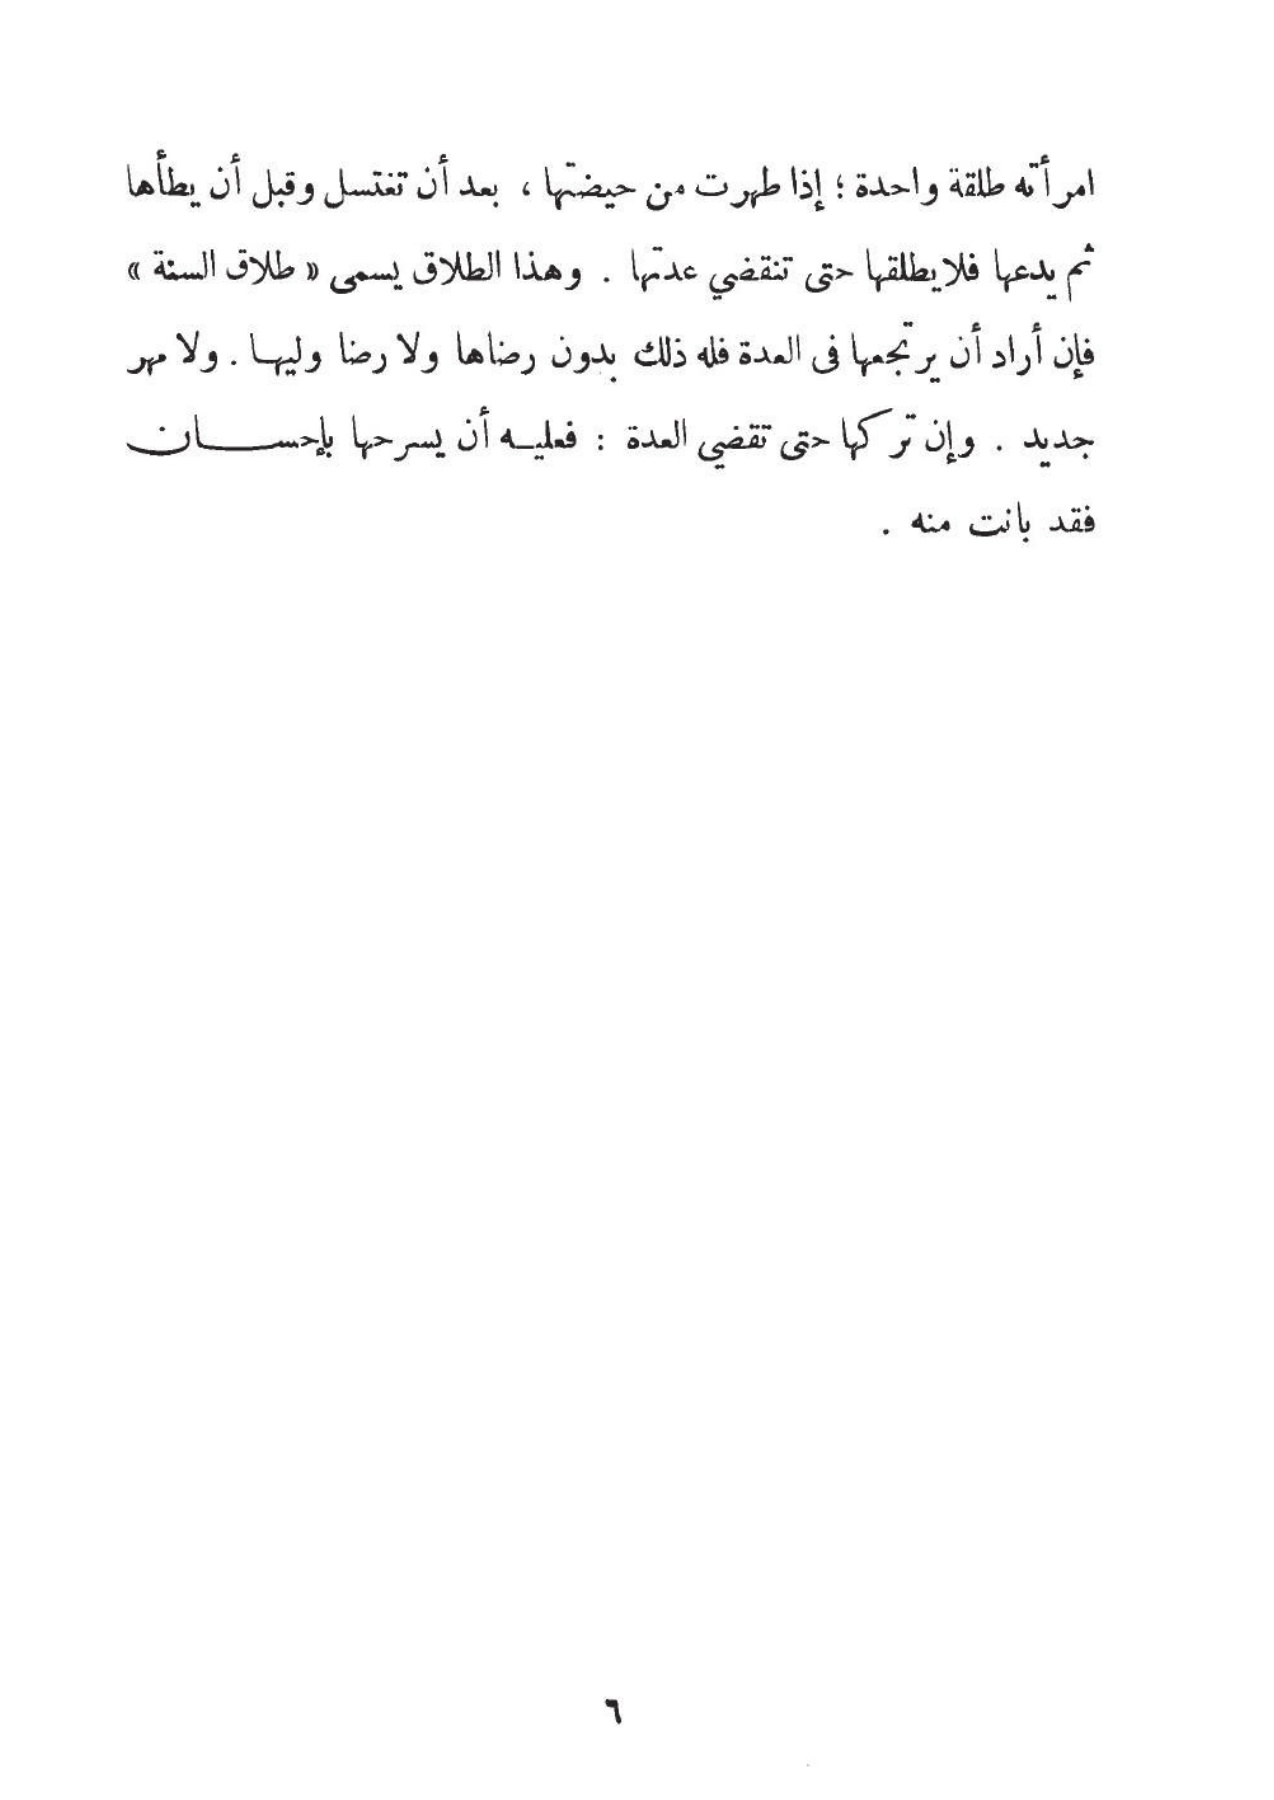 امرأته طلقة واحدة ؛ إذا طهرت من حيضتها ، بعد أن تغتسل وقبل أن يطأها
ثم يدعها فلا يطلقها حتى تنقضي عدتها . وهذا الطلاق يسمى « طلاق السنة »
فإن أراد أن يرتجعها فى العدة فله ذلك بدون رضاها ولا رضا وليها . ولا مهر
جديد . وإن تركها حتى تقضي العدة : فعليه أن يسرحها بإحسان
فقد بانت منه .
٦